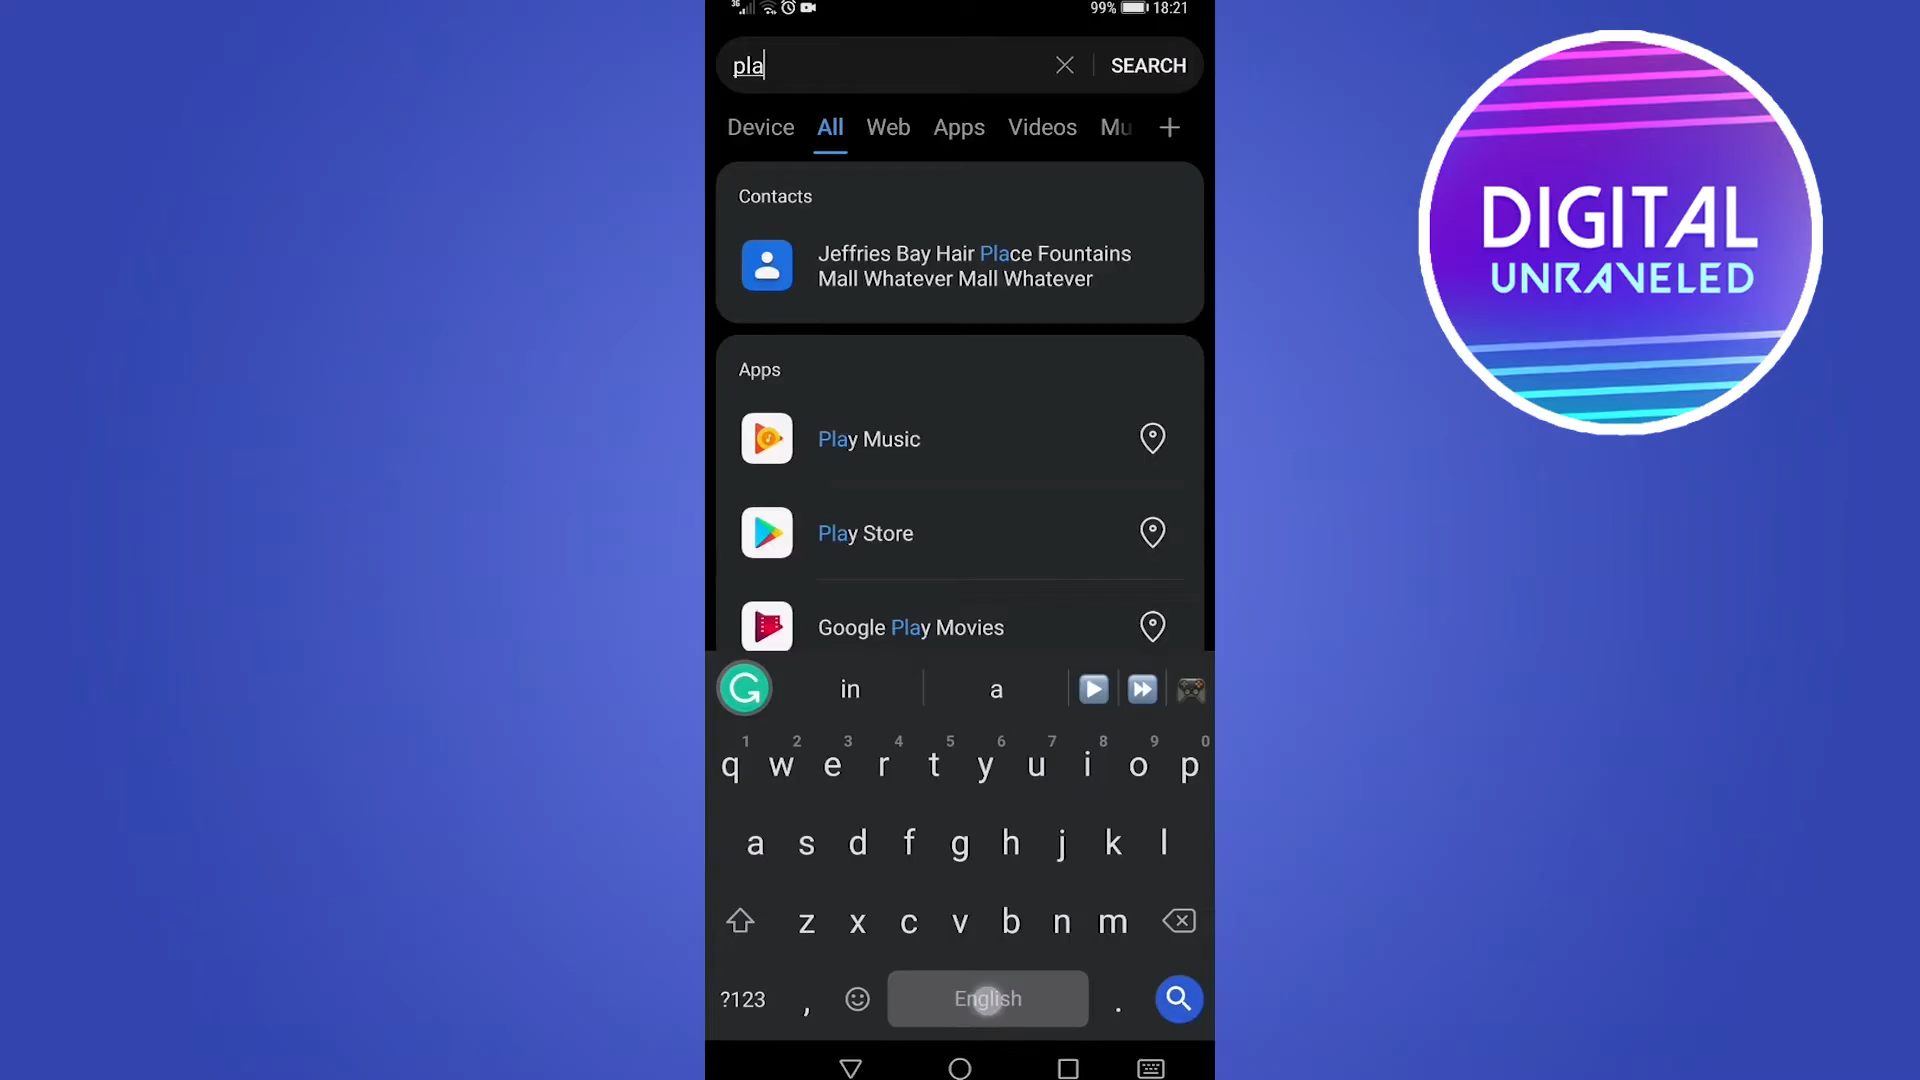 3G 99% 18:21
pla SEARCH
Device All Web Apps Videos Mu
Contacts
Jeffries Bay Hair Place Fountains
Mall Whatever Mall Whatever
Apps
Play Music
Play Store
Google Play Movies
in a
1 2 3 4 5 6 7 8 9 0
q w e r t y u i o p
a s d f g h j k l
z x c v b n m
?123 , English .
DIGITAL
UNRAVELED